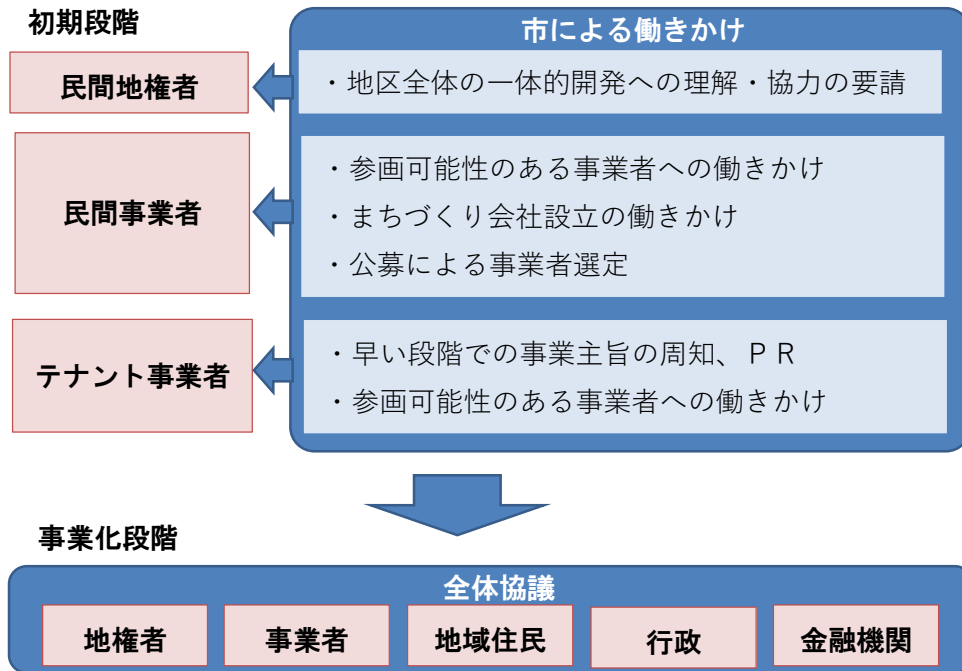 初期段階
市による働きかけ
民間地権者
・地区全体の一体的開発への理解・協力の要請
民間事業者
・参画可能性のある事業者への働きかけ
・まちづくり会社設立の働きかけ
・公募による事業者選定
テナント事業者
・早い段階での事業主旨の周知、ＰＲ
・参画可能性のある事業者への働きかけ
事業化段階
全体協議
地権者
事業者
地域住民
行政
金融機関